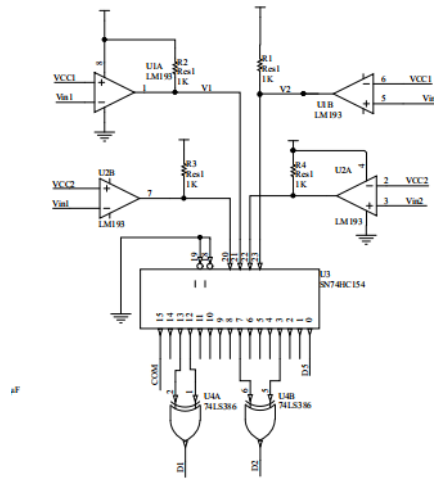 U1A
LM193
VCC1
Vin1
8
1
R2
Res1
1K
V1
R1
Res1
1K
V2
U1B
LM193
6
5
VCC1
Vin
U2B
LM193
VCC2
Vin1
7
R3
Res1
1K
R4
Res1
1K
U2A
LM193
4
2
3
VCC2
Vin2
19
18
20
21
22
23
U3
SN74HC154
15
14
13
12
11
10
9
8
7
6
5
4
3
2
1
0
COM
D5
2
1
U4A
74LS386
6
5
U4B
74LS386
D1
D2
μF